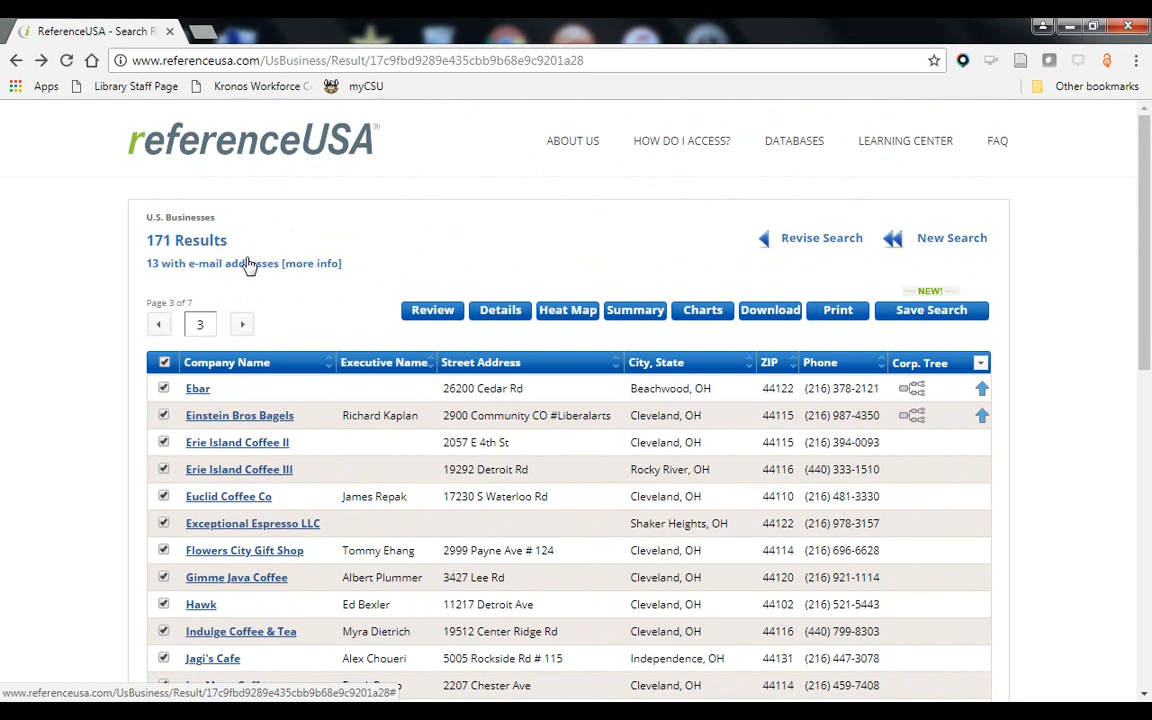 ReferenceUSA - Search R
www.referenceusa.com/UsBusiness/Result/17c9fbd9289e435cbb9b68e9c9201a28
Apps Library Staff Page Kronos Workforce C myCSU Other bookmarks
referenceUSA®
ABOUT US HOW DO I ACCESS? DATABASES LEARNING CENTER FAQ
U.S. Businesses
171 Results
Revise Search New Search
13 with e-mail addresses [more info]
NEW!
Page 3 of 7
3
Review Details Heat Map Summary Charts Download Print Save Search
Company Name Executive Name Street Address City, State ZIP Phone Corp. Tree
Ebar 26200 Cedar Rd Beachwood, OH 44122 (216) 378-2121
Einstein Bros Bagels Richard Kaplan 2900 Community CO #Liberalarts Cleveland, OH 44115 (216) 987-4350
Erie Island Coffee II 2057 E 4th St Cleveland, OH 44115 (216) 394-0093
Erie Island Coffee III 19292 Detroit Rd Rocky River, OH 44116 (440) 333-1510
Euclid Coffee Co James Repak 17230 S Waterloo Rd Cleveland, OH 44110 (216) 481-3330
Exceptional Espresso LLC Shaker Heights, OH 44122 (216) 978-3157
Flowers City Gift Shop Tommy Ehang 2999 Payne Ave # 124 Cleveland, OH 44114 (216) 696-6628
Gimme Java Coffee Albert Plummer 3427 Lee Rd Cleveland, OH 44120 (216) 921-1114
Hawk Ed Bexler 11217 Detroit Ave Cleveland, OH 44102 (216) 521-5443
Indulge Coffee & Tea Myra Dietrich 19512 Center Ridge Rd Cleveland, OH 44116 (440) 799-8303
Jagi's Cafe Alex Choueri 5005 Rockside Rd # 115 Independence, OH 44131 (216) 447-3078
2207 Chester Ave Cleveland, OH 44114 (216) 459-7408
www.referenceusa.com/UsBusiness/Result/17c9fbd9289e435cbb9b68e9c9201a28#